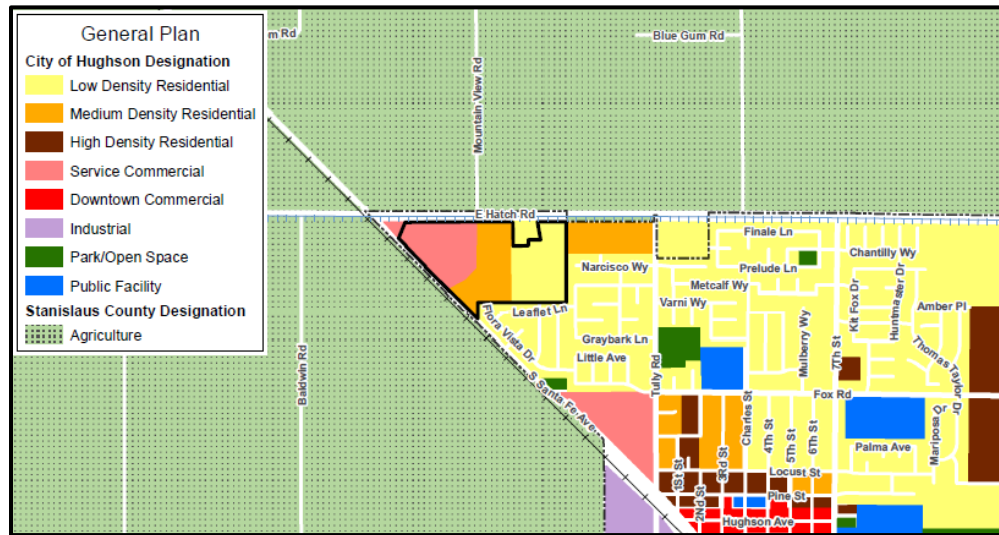 General Plan
City of Hughson Designation
Low Density Residential
Medium Density Residential
High Density Residential
Service Commercial
Downtown Commercial
Industrial
Park/Open Space
Public Facility
Stanislaus County Designation
Agriculture
m Rd
Blue Gum Rd
Mountain View Rd
E Hatch Rd
Finale Ln
Chantilly Wy
Narcisco Wy
Prelude Ln
Metcalf Wy
Varni Wy
Kit Fox Dr
Huntmaster Dr
Amber Pl
Leaflet Ln
Flora Vista Dr
Graybark Ln
Little Ave
Mulberry Wy
7Th St
Thomas Taylor Dr
Baldwin Rd
Tully Rd
S Santa Fe Ave
Fox Rd
Charles St
4Th St
5Th St
6Th St
Mariposa Dr
Palma Ave
1St St
2Nd St
3Rd St
Locust St
Pine St
Hughson Ave